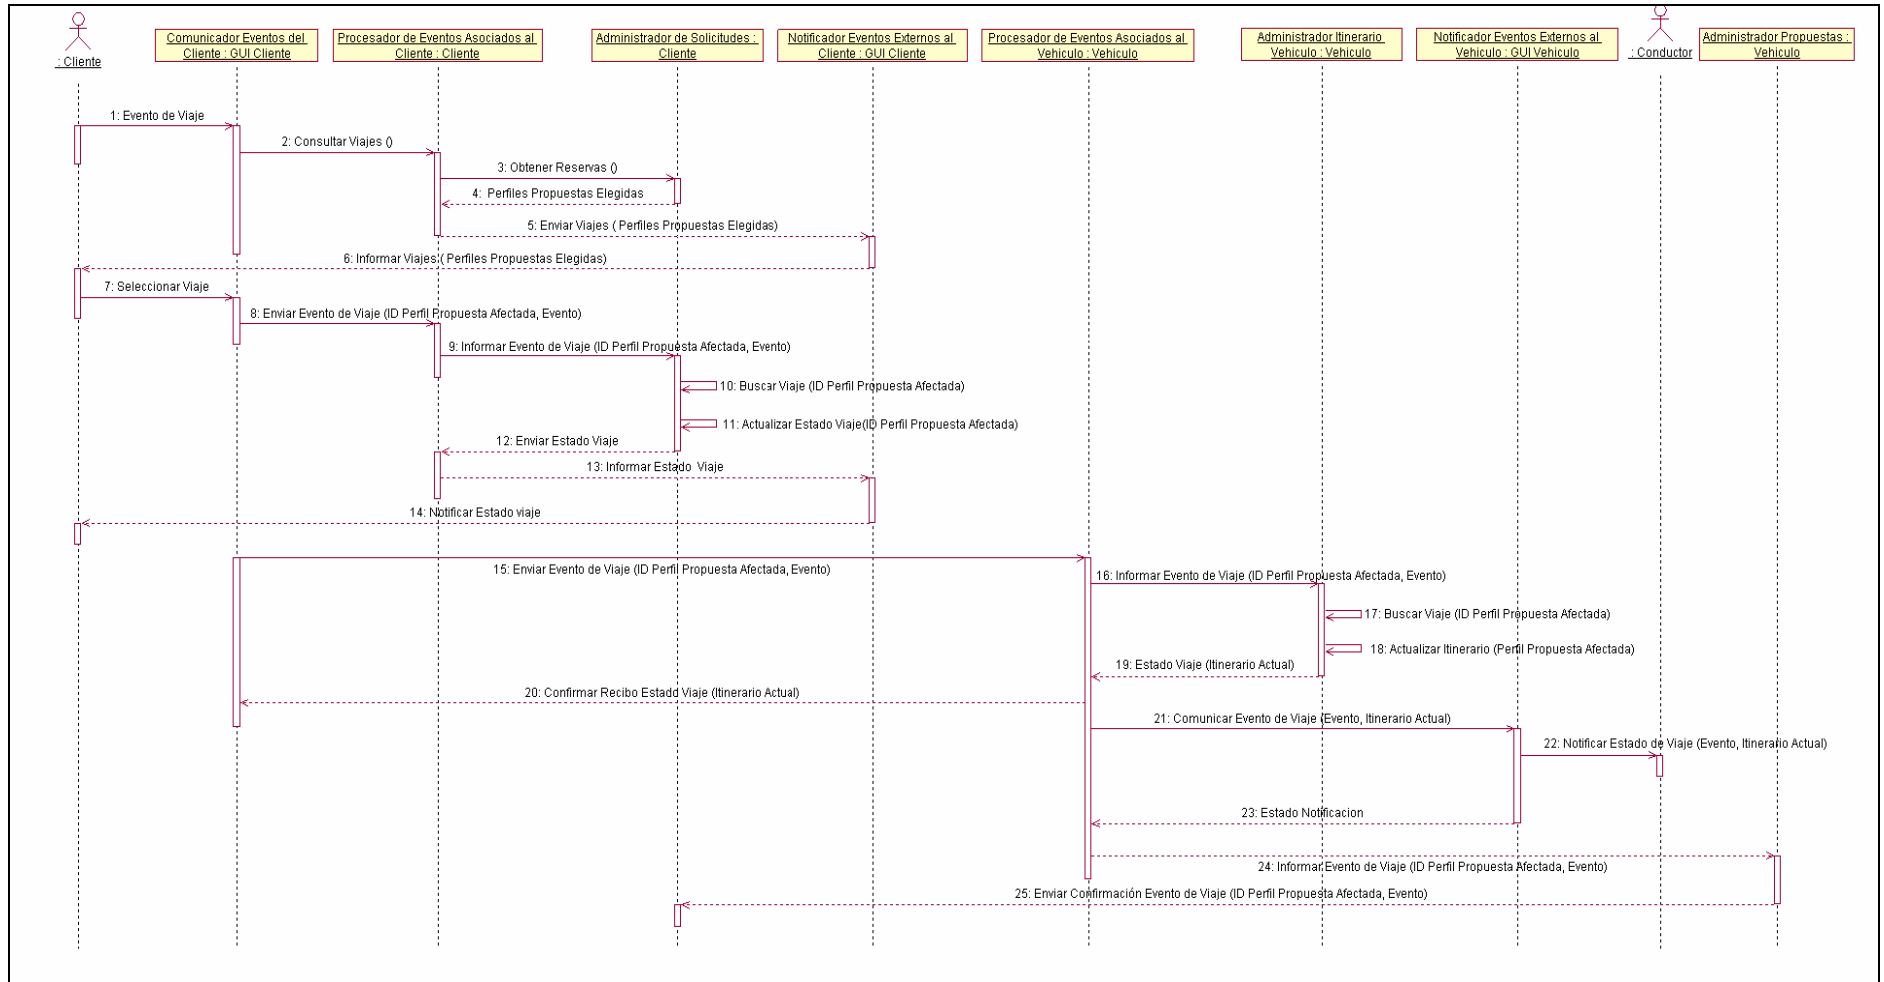 : Cliente
Comunicador Eventos del
Cliente : GUI Cliente
Procesador de Eventos Asociados al
Cliente : Cliente
Administrador de Solicitudes :
Cliente
Notificador Eventos Externos al
Cliente : GUI Cliente
Procesador de Eventos Asociados al
Vehiculo : Vehiculo
Administrador Itinerario
Vehiculo : Vehiculo
Notificador Eventos Externos al
Vehiculo : GUI Vehiculo
: Conductor
Administrador Propuestas :
Vehiculo
1: Evento de Viaje
2: Consultar Viajes ()
3: Obtener Reservas ()
4: Perfiles Propuestas Elegidas
5: Enviar Viajes ( Perfiles Propuestas Elegidas)
6: Informar Viajes ( Perfiles Propuestas Elegidas)
7: Seleccionar Viaje
8: Enviar Evento de Viaje (ID Perfil Propuesta Afectada, Evento)
9: Informar Evento de Viaje (ID Perfil Propuesta Afectada, Evento)
10: Buscar Viaje (ID Perfil Propuesta Afectada)
11: Actualizar Estado Viaje(ID Perfil Propuesta Afectada)
12: Enviar Estado Viaje
13: Informar Estado Viaje
14: Notificar Estado viaje
15: Enviar Evento de Viaje (ID Perfil Propuesta Afectada, Evento)
16: Informar Evento de Viaje (ID Perfil Propuesta Afectada, Evento)
17: Buscar Viaje (ID Perfil Propuesta Afectada)
18: Actualizar Itinerario (Perfil Propuesta Afectada)
19: Estado Viaje (Itinerario Actual)
20: Confirmar Recibo Estado Viaje (Itinerario Actual)
21: Comunicar Evento de Viaje (Evento, Itinerario Actual)
22: Notificar Estado de Viaje (Evento, Itinerario Actual)
23: Estado Notificacion
24: Informar Evento de Viaje (ID Perfil Propuesta Afectada, Evento)
25: Enviar Confirmación Evento de Viaje (ID Perfil Propuesta Afectada, Evento)